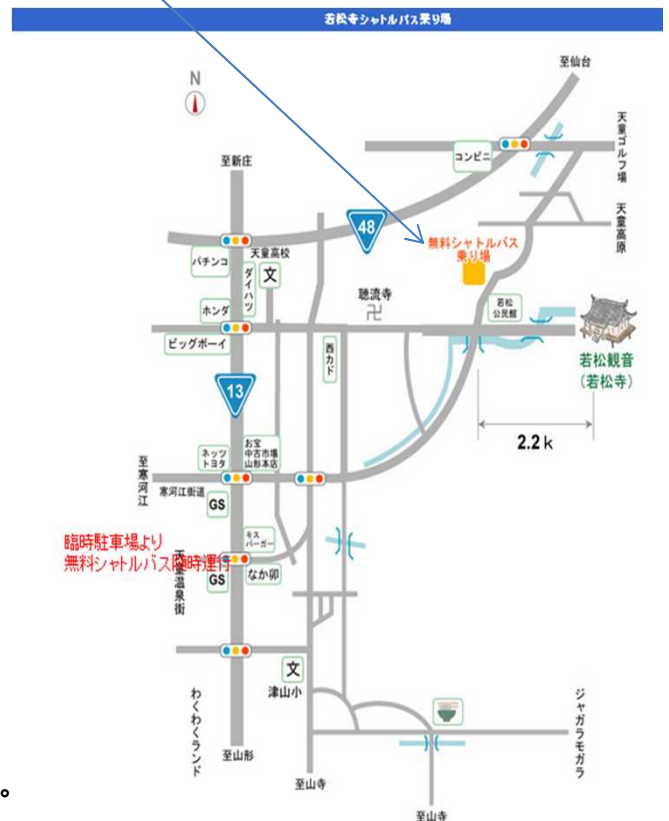 若松寺シャトルバス乗り場
至仙台
N
天童ゴルフ場
コンビニ
至新庄
天童高原
48
無料シャトルバス
乗り場
パチンコ
天童高校
文
ダイハツ
聴流寺
卍
若松
公民館
ホンダ
ビッグボーイ
西カド
若松観音
(若松寺)
13
2.2k
ネッツ
トヨタ
お宝
中古市場
山形本店
至寒河江
寒河江街道
GS
臨時駐車場より
無料シャトルバス随時運行
モス
バーガー
なか卯
天童温泉街
GS
文
津山小
わくわくランド
ジャガラモガラ
至山形
至山寺
至山寺
。